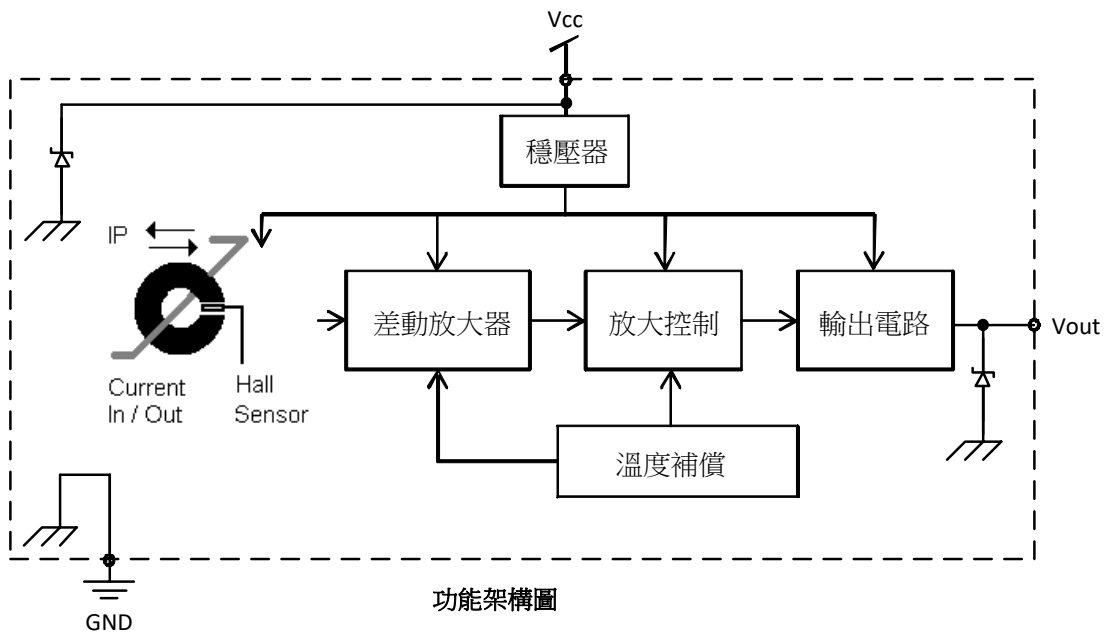 Vcc
穩壓器
IP
差動放大器
放大控制
輸出電路
Vout
Current
In / Out
Hall
Sensor
溫度補償
功能架構圖
GND